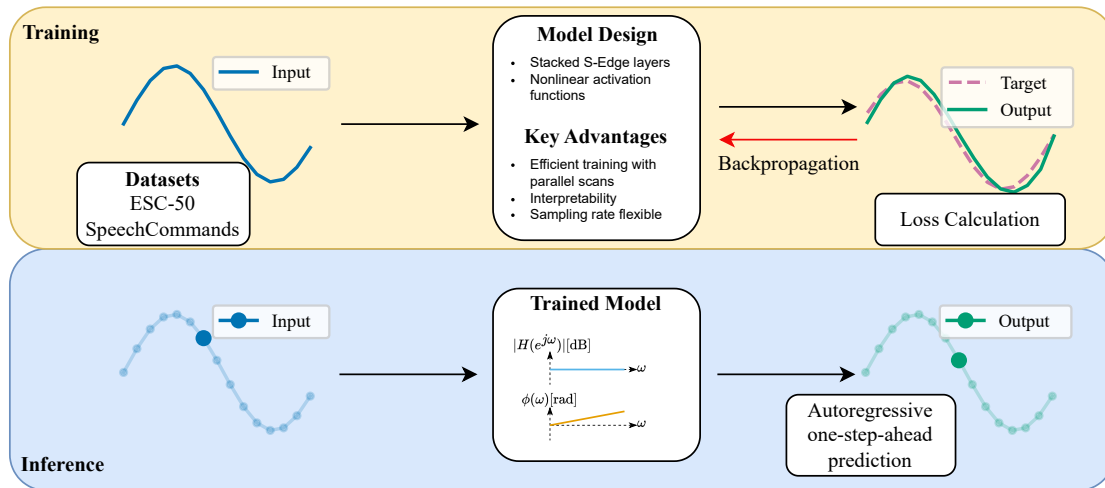 Training
Input
Datasets
ESC-50
SpeechCommands
Model Design
• Stacked S-Edge layers
• Nonlinear activation
functions
Key Advantages
• Efficient training with
parallel scans
• Interpretability
• Sampling rate flexible
Backpropagation
Target
Output
Loss Calculation
Inference
Input
Trained Model
|H(e^{jω})|[dB]
ω
ϕ(ω)[rad]
ω
Output
Autoregressive
one-step-ahead
prediction